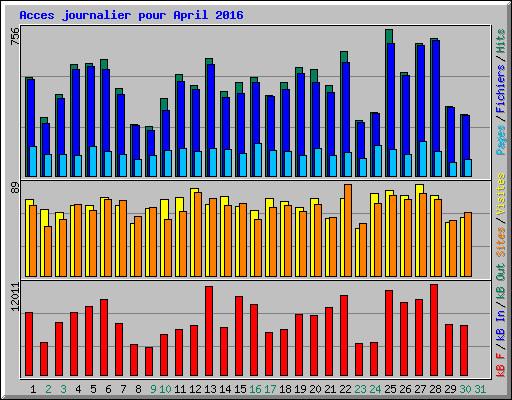 Acces journalier pour April 2016
756
Pages / Fichiers / Hits
89
Sites / Visites
12011
kB F / kB In / kB Out
1 2 3 4 5 6 7 8 9 10 11 12 13 14 15 16 17 18 19 20 21 22 23 24 25 26 27 28 29 30 31